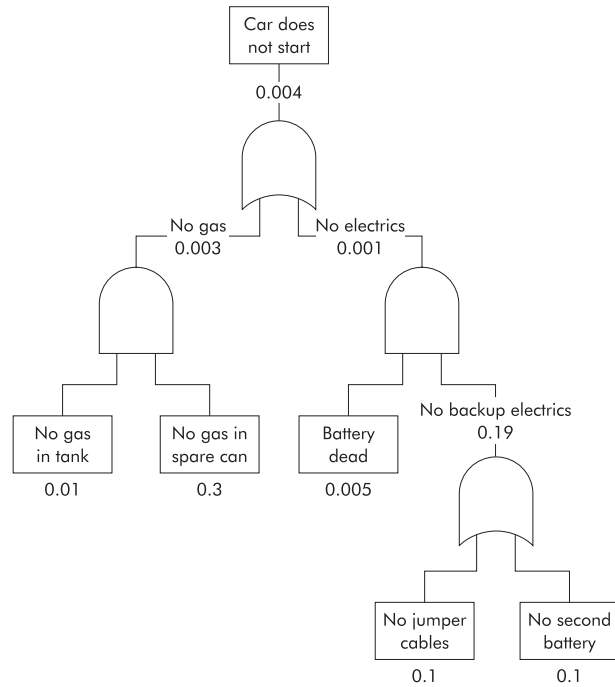 Car does
not start
0.004
No gas
0.003
No electrics
0.001
No gas
in tank
0.01
No gas in
spare can
0.3
Battery
dead
0.005
No backup electrics
0.19
No jumper
cables
0.1
No second
battery
0.1